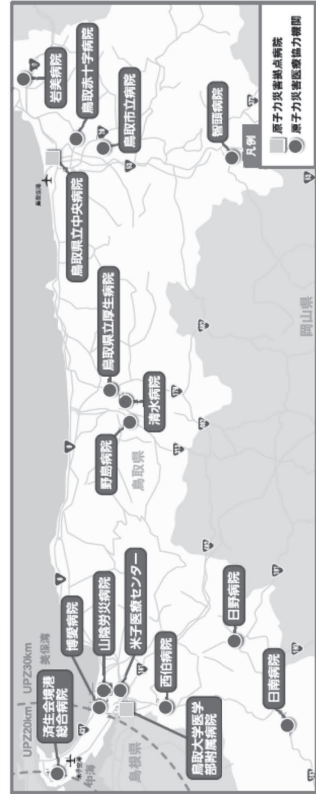 UPZ20km
UPZ30km
美保湾
中海
島根県
鳥取県
岡山県
済生会境港
総合病院
博愛病院
山陰労災病院
米子医療センター
西伯病院
鳥取大学医学
部附属病院
日野病院
日南病院
野島病院
清水病院
鳥取県立厚生病院
鳥取県立中央病院
鳥取市立病院
鳥取赤十字病院
岩美病院
智頭病院
凡例
原子力災害拠点病院
原子力災害医療協力機関